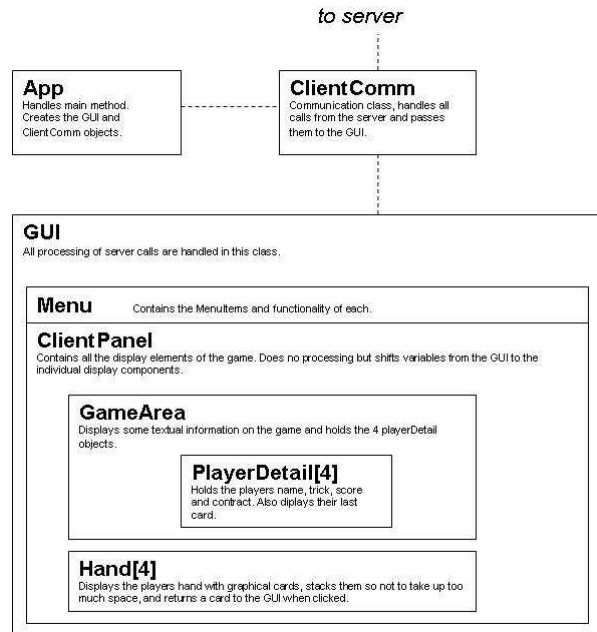 to server
App
Handles main method.
Creates the GUI and
ClientComm objects.
ClientComm
Communication class, handles all
calls from the server and passes
them to the GUI.
GUI
All processing of server calls are handled in this class.
Menu
Contains the MenuItems and functionality of each.
ClientPanel
Contains all the display elements of the game. Does no processing but shifts variables from the GUI to the
individual display components.
GameArea
Displays some textual information on the game and holds the 4 playerDetail
objects.
PlayerDetail[4]
Holds the players name, trick, score
and contract. Also diplays their last
card.
Hand[4]
Displays the players hand with graphical cards, stacks them so not to take up too
much space, and returns a card to the GUI when clicked.